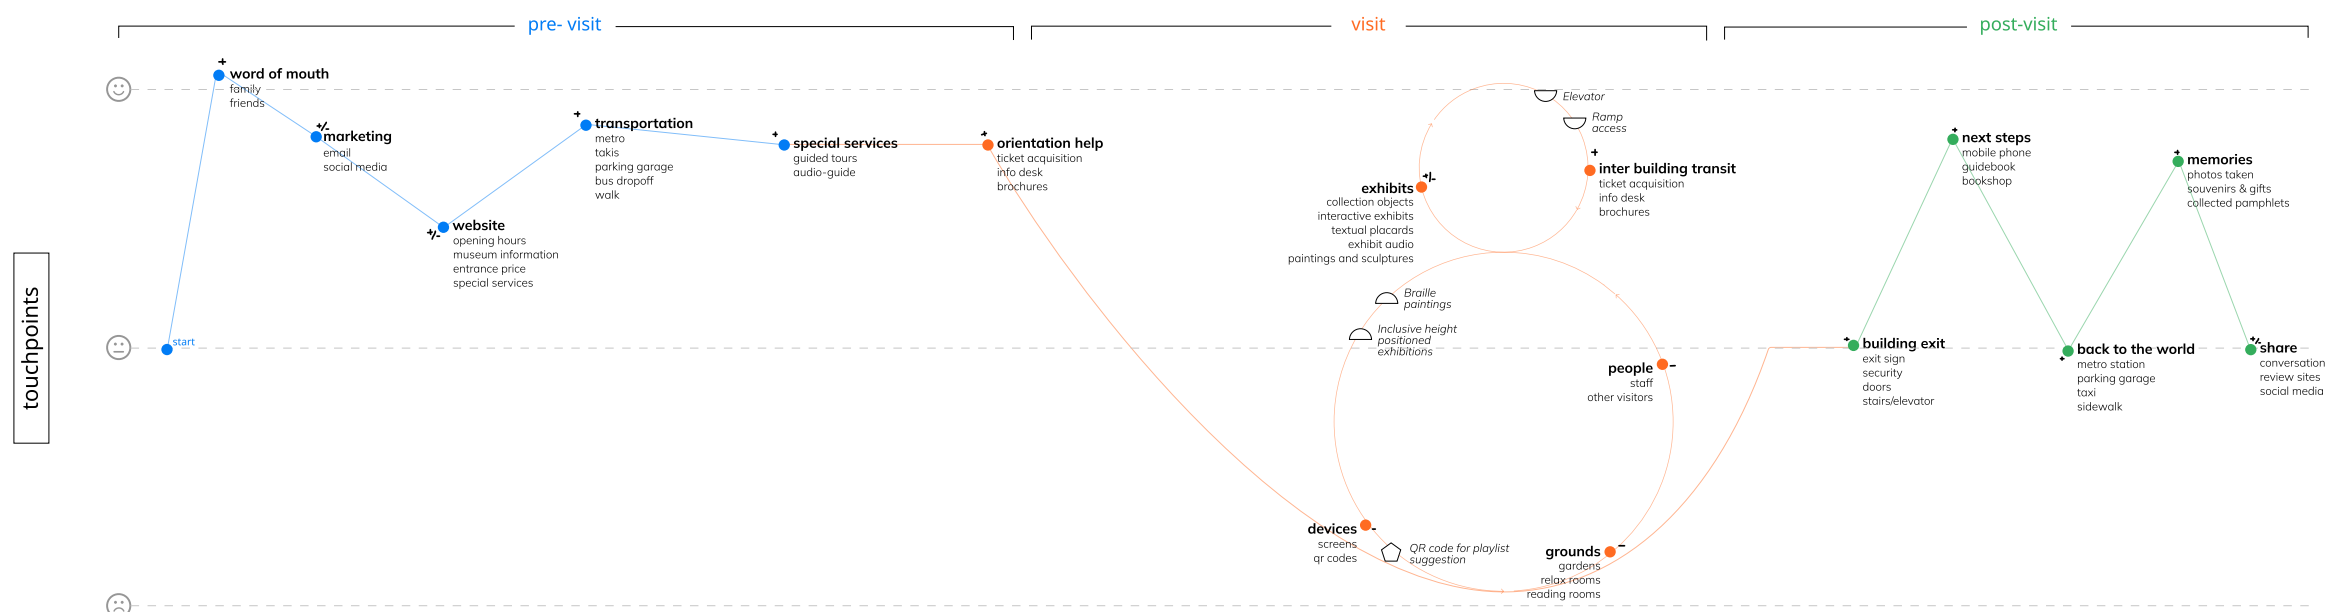 pre- visit
visit
post-visit
touchpoints
start
+
word of mouth
family
friends
+/-
marketing
email
social media
+/-
website
opening hours
museum information
entrance price
special services
+
transportation
metro
takis
parking garage
bus dropoff
walk
+
special services
guided tours
audio-guide
+
orientation help
ticket acquisition
info desk
brochures
+/-
exhibits
collection objects
interactive exhibits
textual placards
exhibit audio
paintings and sculptures
Elevator
Ramp
access
+
inter building transit
ticket acquisition
info desk
brochures
Braille
paintings
Inclusive height
positioned
exhibitions
people -
staff
other visitors
devices -
screens
qr codes
QR code for playlist
suggestion
grounds -
gardens
relax rooms
reading rooms
+
building exit
exit sign
security
doors
stairs/elevator
+
next steps
mobile phone
guidebook
bookshop
+
back to the world
metro station
parking garage
taxi
sidewalk
+
memories
photos taken
souvenirs & gifts
collected pamphlets
+/-
share
conversation
review sites
social media